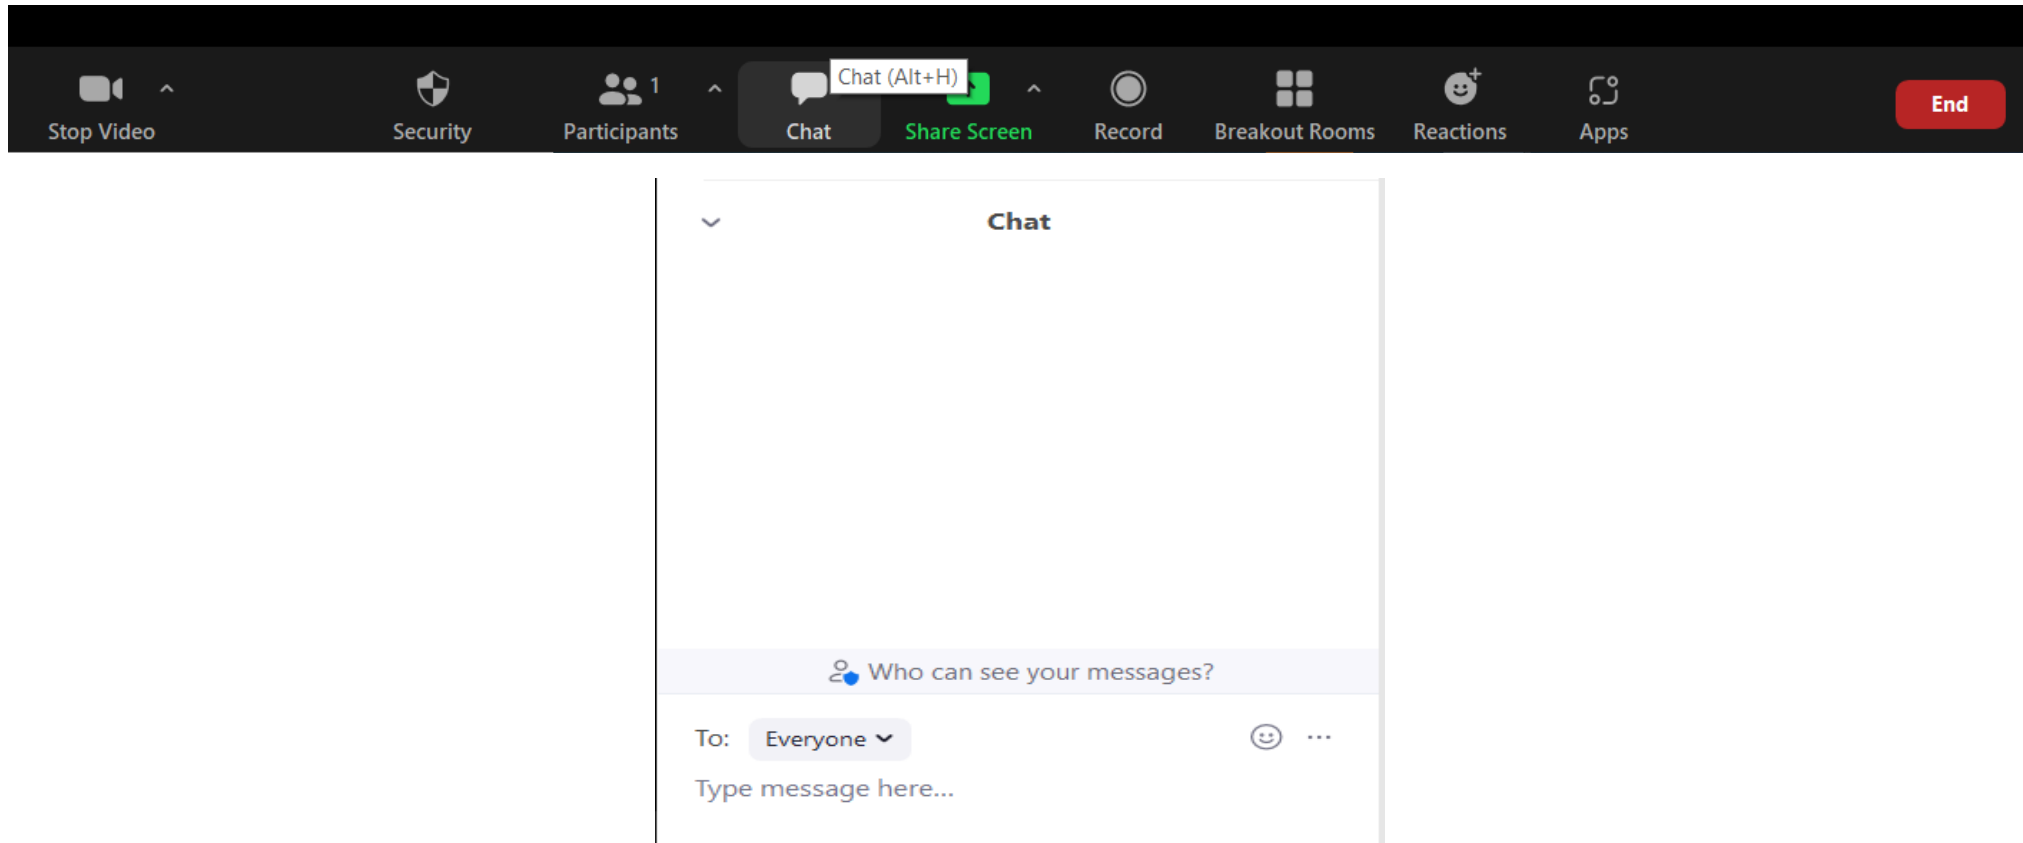 1
Chat (Alt+H)
Stop Video Security Participants Chat Share Screen Record Breakout Rooms Reactions Apps End
Chat
Who can see your messages?
To: Everyone
Type message here...